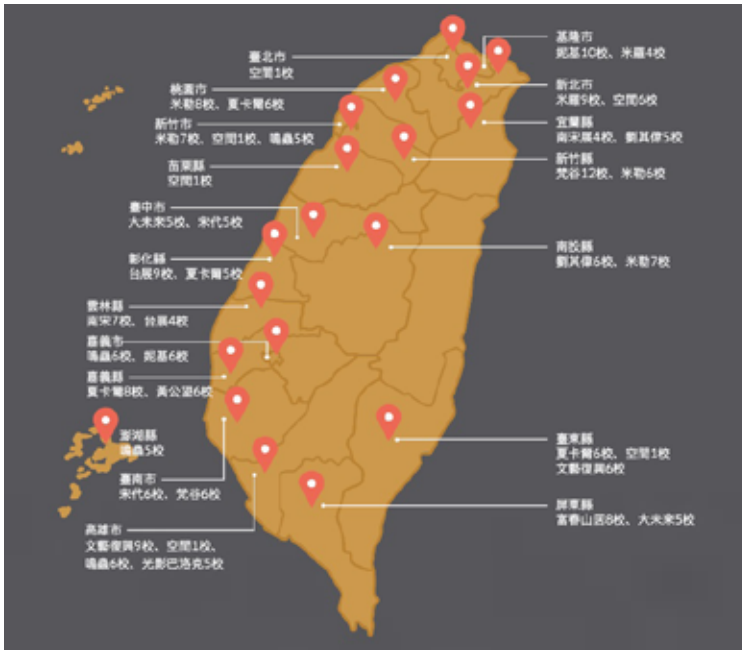 臺北市
空間1校
桃園市
米勒8校、夏卡爾6校
新竹市
米勒7校、空間1校、鳴蟲5校
苗栗縣
空間1校
臺中市
大未來5校、宋代5校
彰化縣
台展9校、夏卡爾5校
雲林縣
南宋7校、台展4校
嘉義市
鳴蟲6校、妮基6校
嘉義縣
夏卡爾8校、黃公望6校
澎湖縣
鳴蟲5校
臺南市
宋代6校、梵谷6校
高雄市
文藝復興9校、空間1校、
鳴蟲6校、光影巴洛克5校
基隆市
妮基10校、米羅4校
新北市
米羅9校、空間6校
宜蘭縣
南宋展4校、劉其偉5校
新竹縣
梵谷12校、米勒6校
南投縣
劉其偉6校、米勒7校
臺東縣
夏卡爾6校、空間1校
文藝復興6校
屏東縣
富春山居8校、大未來5校